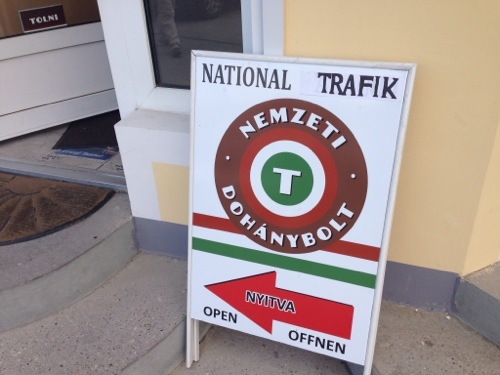 TOLNI
NATIONAL TRAFIK
NEMZETI
T
DOHÁNYBOLT
NYITVA
OPEN OFFNEN